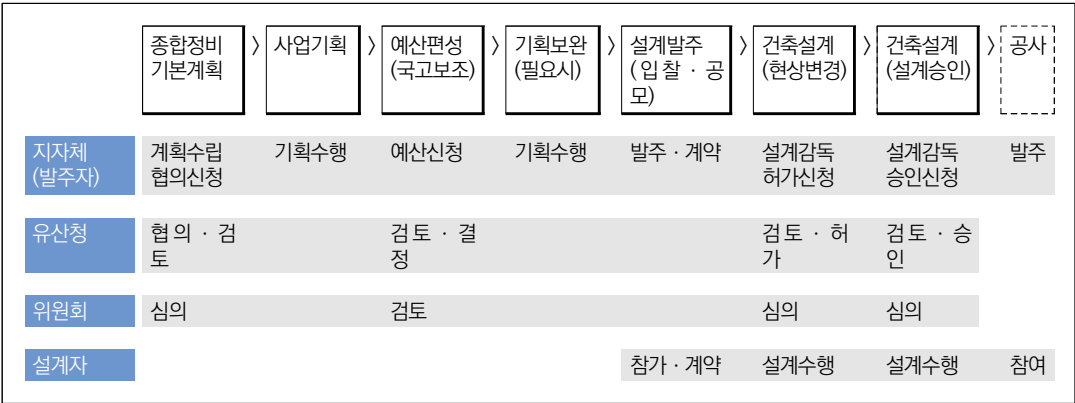 종합정비 〉 사업기획 〉 예산편성 〉 기획보완 〉 설계발주 〉 건축설계 〉 건축설계 〉 공사
기본계획 (국고보조) (필요시) (입찰 · 공 (현상변경) (설계승인)
모)
지자체 계획수립 기획수행 예산신청 기획수행 발주 · 계약 설계감독 설계감독 발주
(발주자) 협의신청 허가신청 승인신청
유산청 협의 · 검 검토 · 결 검토 · 허 검토 · 승
토 정 가 인
위원회 심의 검토 심의 심의
설계자 참가 · 계약 설계수행 설계수행 참여